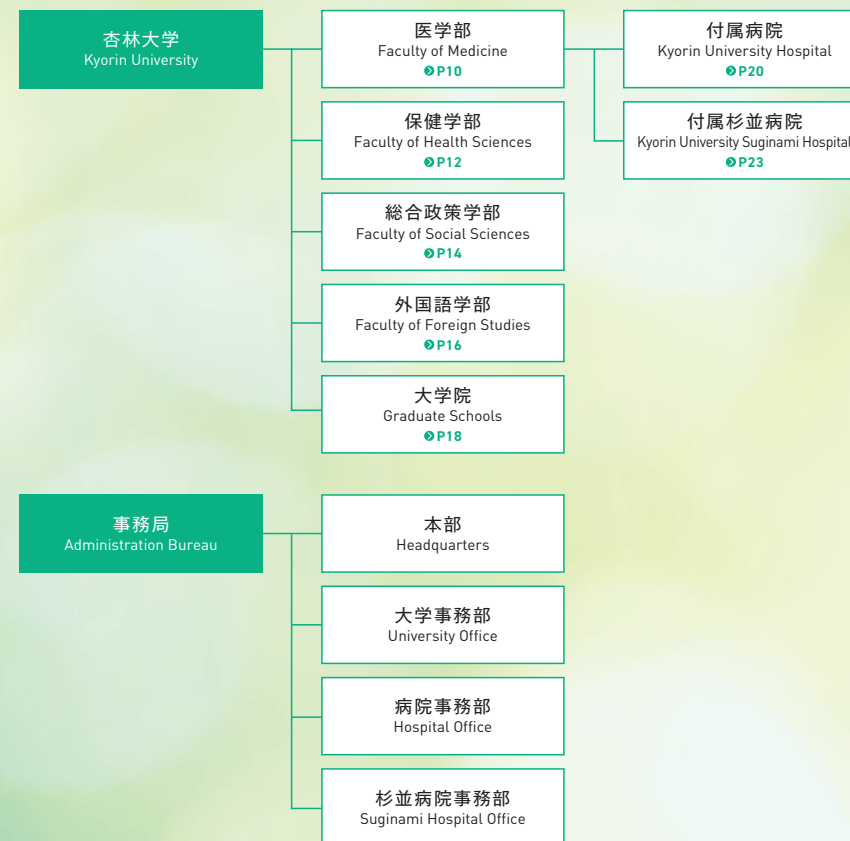 杏林大学
Kyorin University
医学部
Faculty of Medicine
P10
付属病院
Kyorin University Hospital
P20
付属杉並病院
Kyorin University Suginami Hospital
P23
保健学部
Faculty of Health Sciences
P12
総合政策学部
Faculty of Social Sciences
P14
外国語学部
Faculty of Foreign Studies
P16
大学院
Graduate Schools
P18
事務局
Administration Bureau
本部
Headquarters
大学事務部
University Office
病院事務部
Hospital Office
杉並病院事務部
Suginami Hospital Office